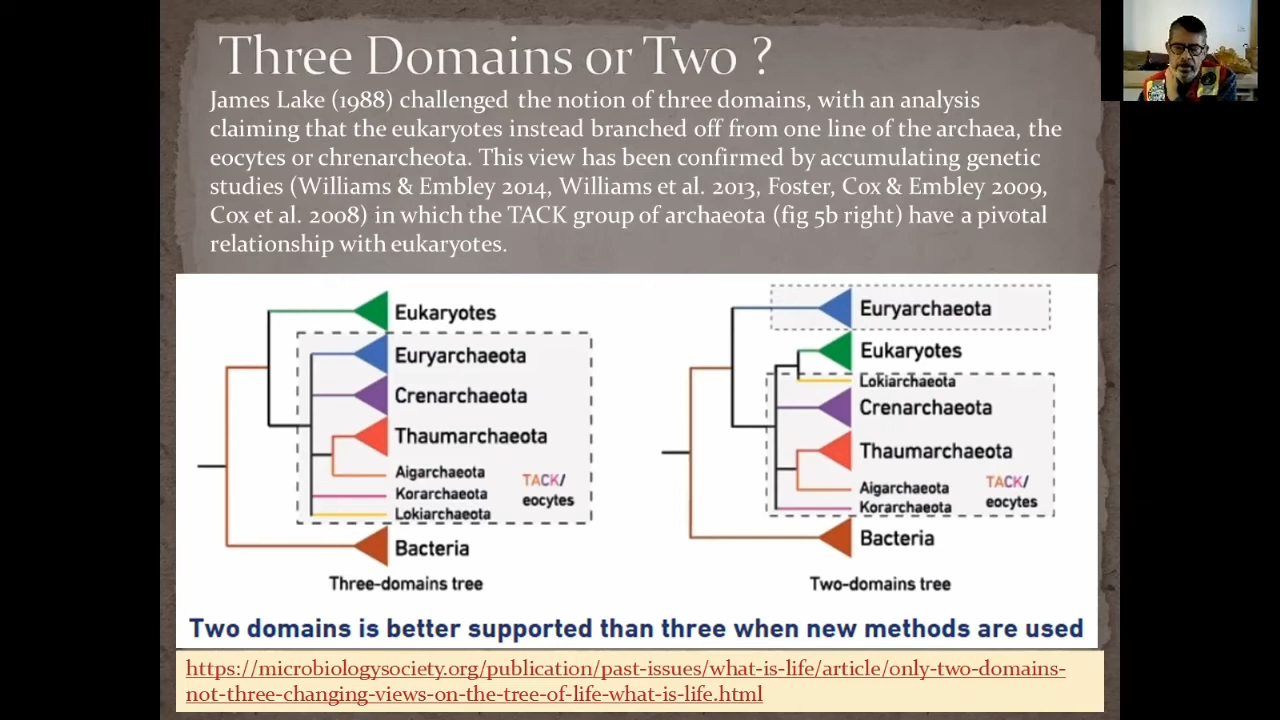 Three Domains or Two ?
James Lake (1988) challenged the notion of three domains, with an analysis
claiming that the eukaryotes instead branched off from one line of the archaea, the
eocytes or chrenarcheota. This view has been confirmed by accumulating genetic
studies (Williams & Embley 2014, Williams et al. 2013, Foster, Cox & Embley 2009,
Cox et al. 2008) in which the TACK group of archaeota (fig 5b right) have a pivotal
relationship with eukaryotes.
Eukaryotes
Euryarchaeota
Crenarchaeota
Thaumarchaeota
Aigarchaeota
Korarchaeota
Lokiarchaeota
TACK/
eocytes
Bacteria
Three-domains tree
Euryarchaeota
Eukaryotes
Lokiarchaeota
Crenarchaeota
Thaumarchaeota
Aigarchaeota
Korarchaeota
TACK/
eocytes
Bacteria
Two-domains tree
Two domains is better supported than three when new methods are used
https://microbiologysociety.org/publication/past-issues/what-is-life/article/only-two-domains-
not-three-changing-views-on-the-tree-of-life-what-is-life.html